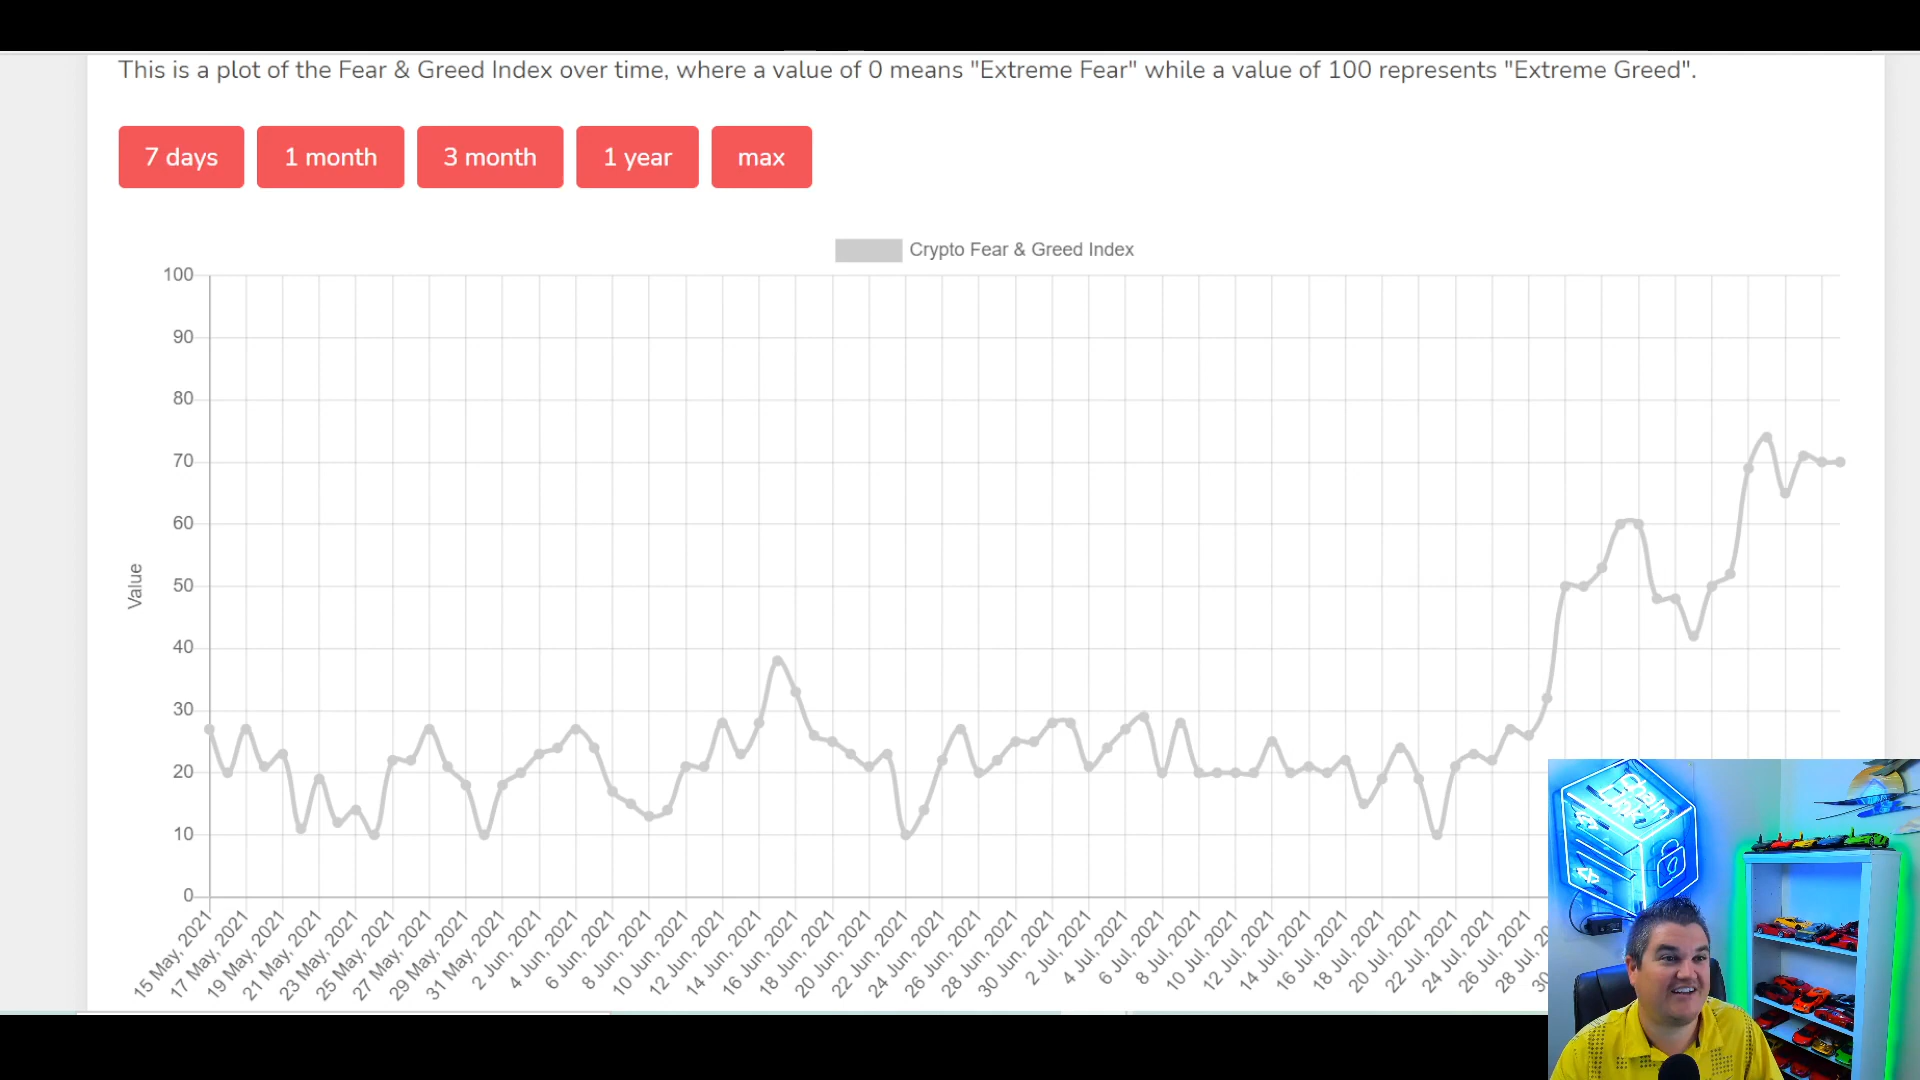 This is a plot of the Fear & Greed Index over time, where a value of 0 means "Extreme Fear" while a value of 100 represents "Extreme Greed".
7 days 1 month 3 month 1 year max
Crypto Fear & Greed Index
100
90
80
70
60
50
40
30
20
10
0
Value
15 May, 2021
17 May, 2021
19 May, 2021
21 May, 2021
23 May, 2021
25 May, 2021
27 May, 2021
29 May, 2021
31 May, 2021
2 Jun, 2021
4 Jun, 2021
6 Jun, 2021
8 Jun, 2021
10 Jun, 2021
12 Jun, 2021
14 Jun, 2021
16 Jun, 2021
18 Jun, 2021
20 Jun, 2021
22 Jun, 2021
24 Jun, 2021
26 Jun, 2021
28 Jun, 2021
30 Jun, 2021
2 Jul, 2021
4 Jul, 2021
6 Jul, 2021
8 Jul, 2021
10 Jul, 2021
12 Jul, 2021
14 Jul, 2021
16 Jul, 2021
18 Jul, 2021
20 Jul, 2021
22 Jul, 2021
24 Jul, 2021
26 Jul, 2021
28 Jul, 20
30
Chain
Link